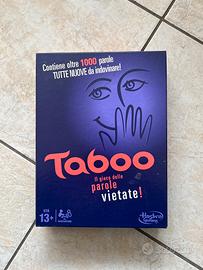 Contiene oltre 1000 parole
TUTTE NUOVE da indovinare!
Taboo
Il gioco delle
parole
vietate!
13+
Hasbro
Gaming